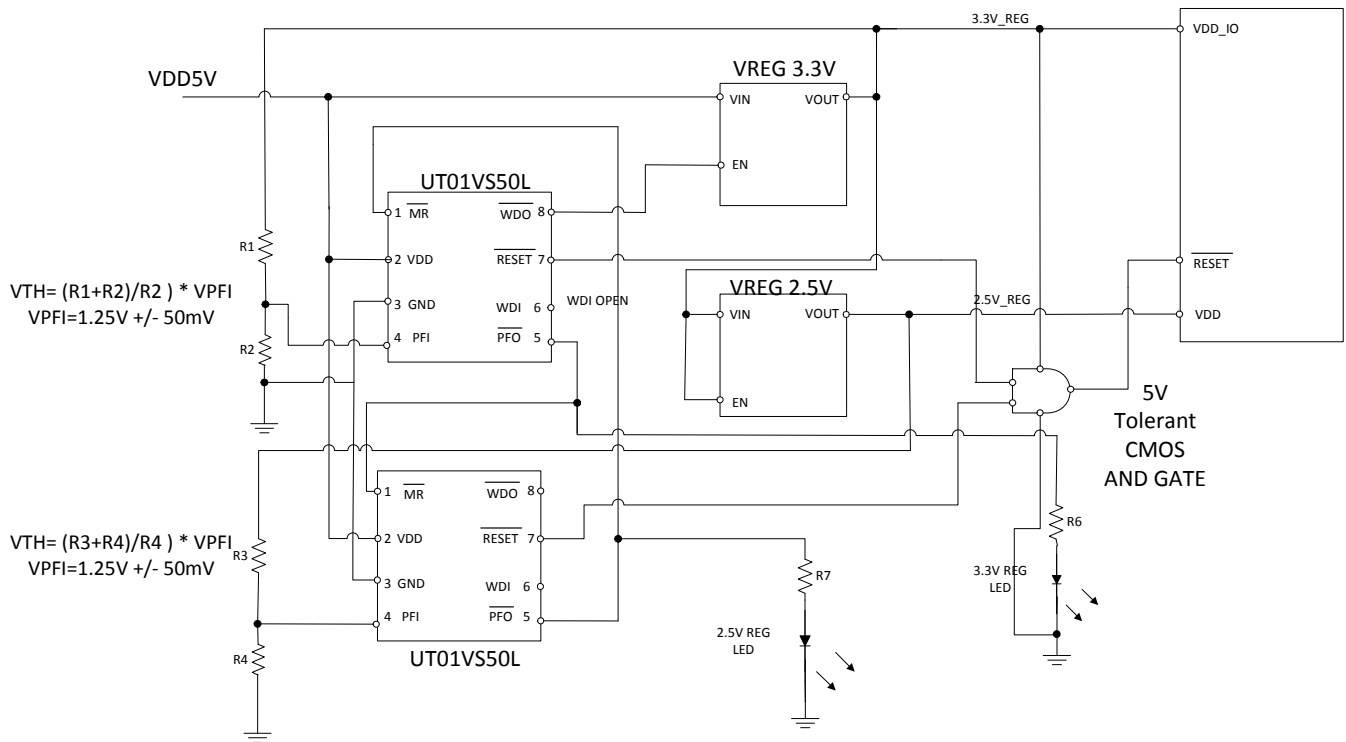 3.3V_REG
VDD_IO
VDD5V
VREG 3.3V
VIN VOUT
EN
UT01VS50L
1 MR WDO 8
2 VDD RESET 7
3 GND WDI 6 WDI OPEN
4 PFI PFO 5
R1
R2
VTH= (R1+R2)/R2 ) * VPFI
VPFI=1.25V +/- 50mV
VREG 2.5V
VIN VOUT
EN
2.5V_REG
RESET
VDD
5V
Tolerant
CMOS
AND GATE
1 MR WDO 8
2 VDD RESET 7
3 GND WDI 6
4 PFI PFO 5
UT01VS50L
VTH= (R3+R4)/R4 ) * VPFI
VPFI=1.25V +/- 50mV
R3
R4
R7
2.5V REG
LED
R6
3.3V REG
LED